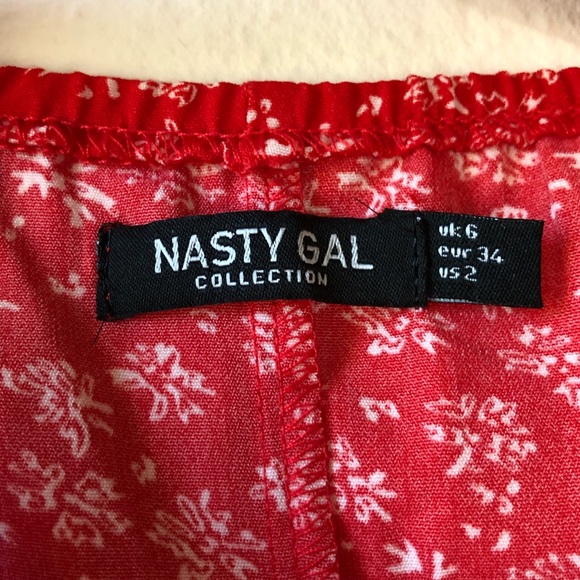 NASTY GAL
COLLECTION
uk 6
eur 34
us 2